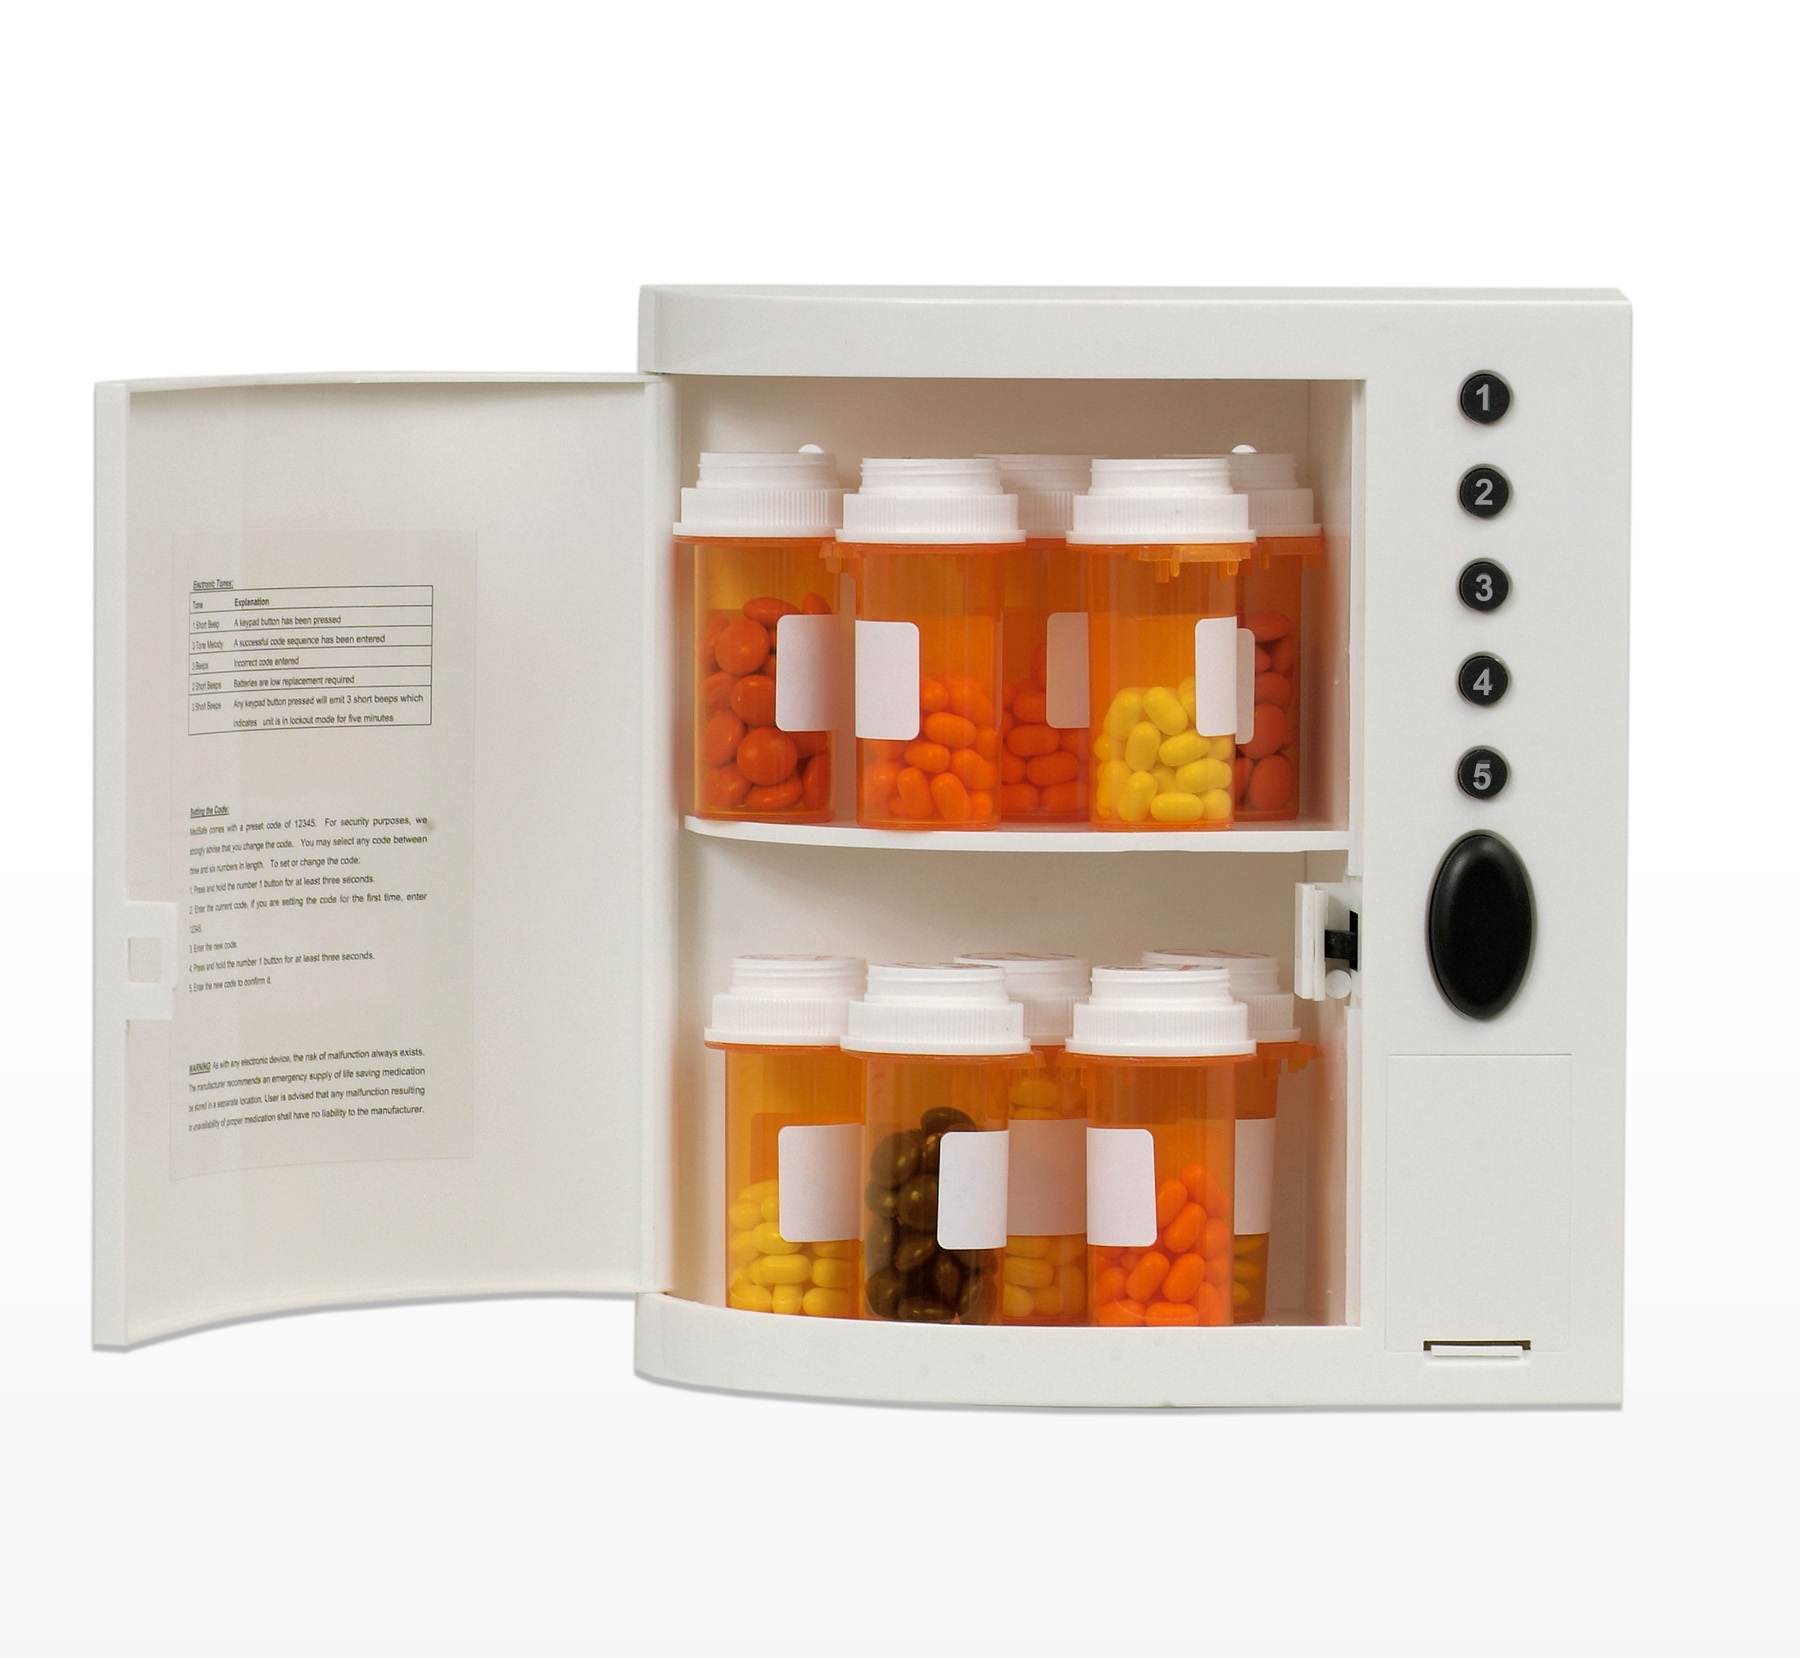 Electronic Tones:
Tone Explanation
1 Short Beep A keypad button has been pressed
3 Tone Melody A successful code sequence has been entered
3 Beeps Incorrect code entered
2 Short Beeps Batteries are low replacement required
3 Short Beeps Any keypad button pressed will emit 3 short beeps which
indicates unit is in lockout mode for five minutes
Setting the Code:
MedSafe comes with a preset code of 12345. For security purposes, we
strongly advise that you change the code. You may select any code between
three and six numbers in length. To set or change the code:
1. Press and hold the number 1 button for at least three seconds.
2. Enter the current code, if you are setting the code for the first time, enter
12345.
3. Enter the new code.
4. Press and hold the number 1 button for at least three seconds.
5. Enter the new code to confirm it.
WARNING: As with any electronic device, the risk of malfunction always exists.
The manufacturer recommends an emergency supply of life saving medication
be stored in a separate location. User is advised that any malfunction resulting
in unavailability of proper medication shall have no liability to the manufacturer.
1
2
3
4
5